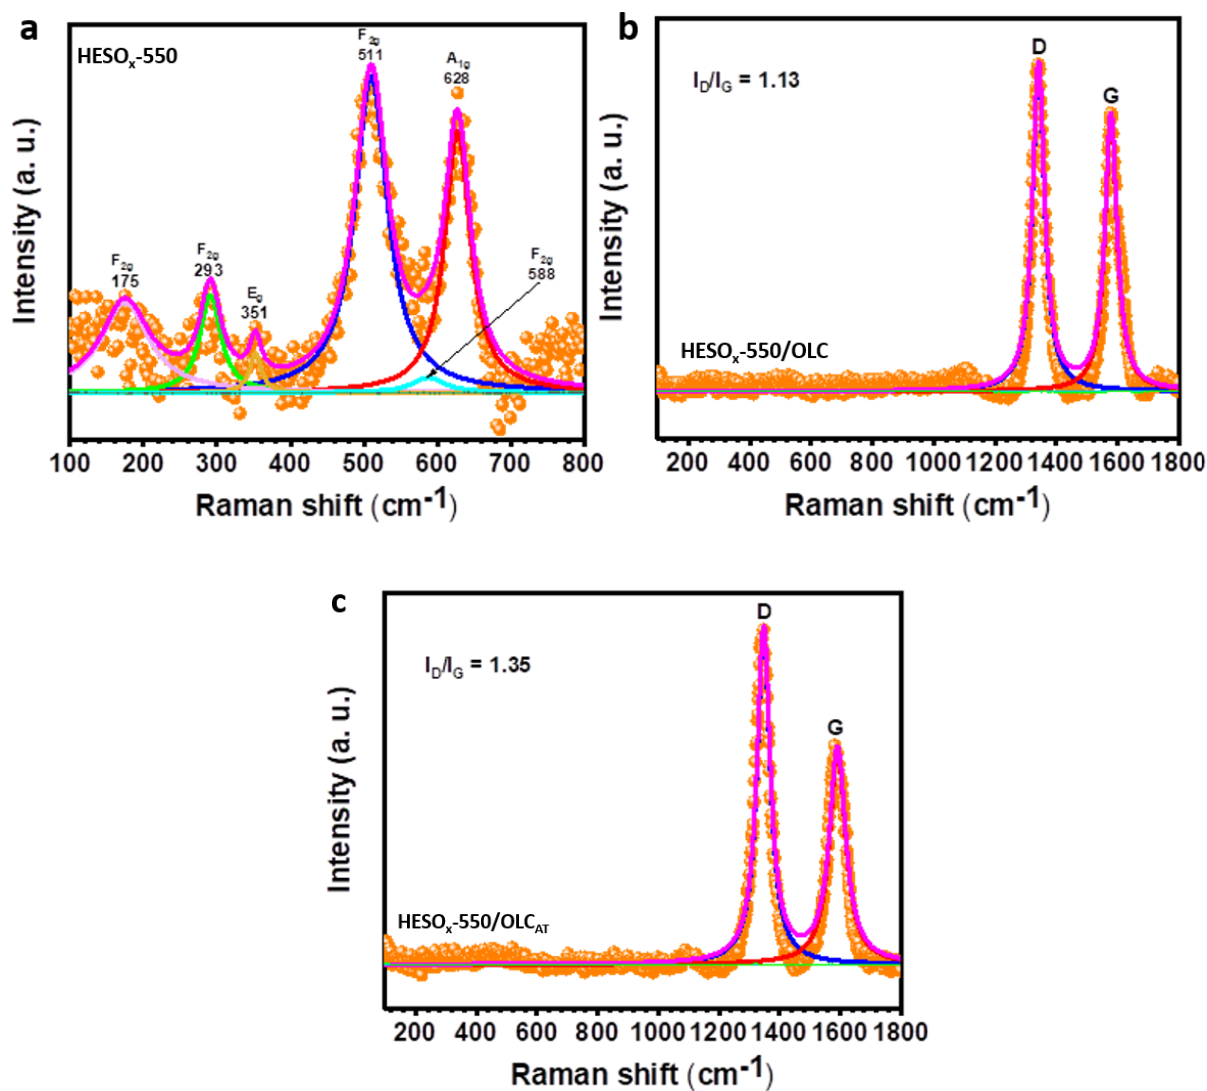 a
HESOx-550
F2g
511
A1g
628
F2g
175
F2g
293
Eg
351
F2g
588
Intensity (a. u.)
100 200 300 400 500 600 700 800
Raman shift (cm-1)
b
ID/IG = 1.13
D
G
HESOx-550/OLC
Intensity (a. u.)
200 400 600 800 1000 1200 1400 1600 1800
Raman shift (cm-1)
c
ID/IG = 1.35
D
G
HESOx-550/OLCAT
Intensity (a. u.)
200 400 600 800 1000 1200 1400 1600 1800
Raman shift (cm-1)